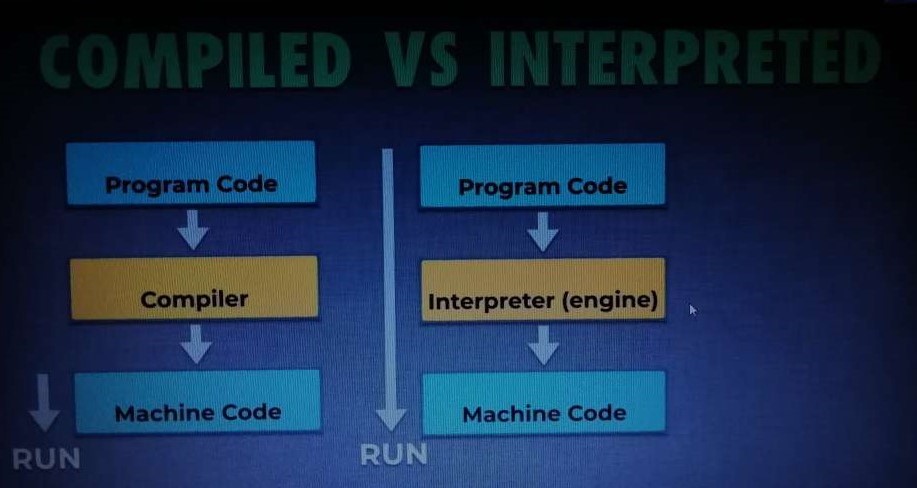 COMPILED VS INTERPRETED
Program Code
Compiler
Machine Code
RUN
Program Code
Interpreter (engine)
Machine Code
RUN